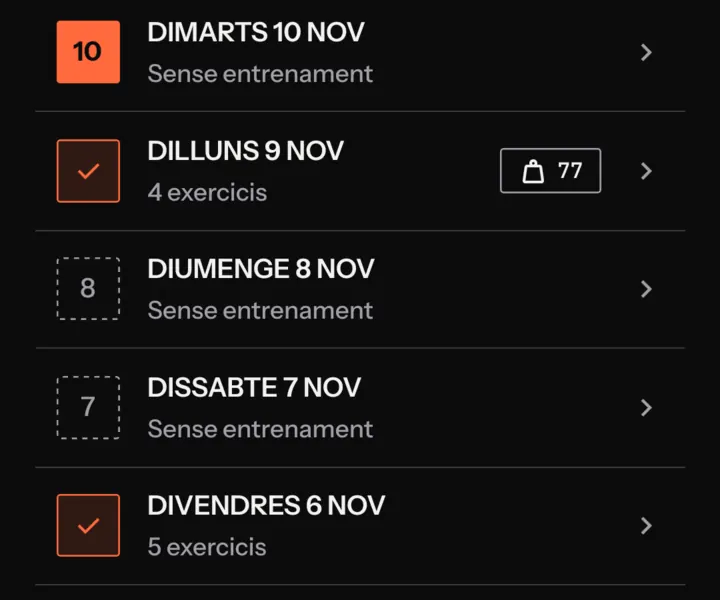 10
DIMARTS 10 NOV
Sense entrenament
DILLUNS 9 NOV
4 exercicis
77
8
DIUMENGE 8 NOV
Sense entrenament
7
DISSABTE 7 NOV
Sense entrenament
DIVENDRES 6 NOV
5 exercicis